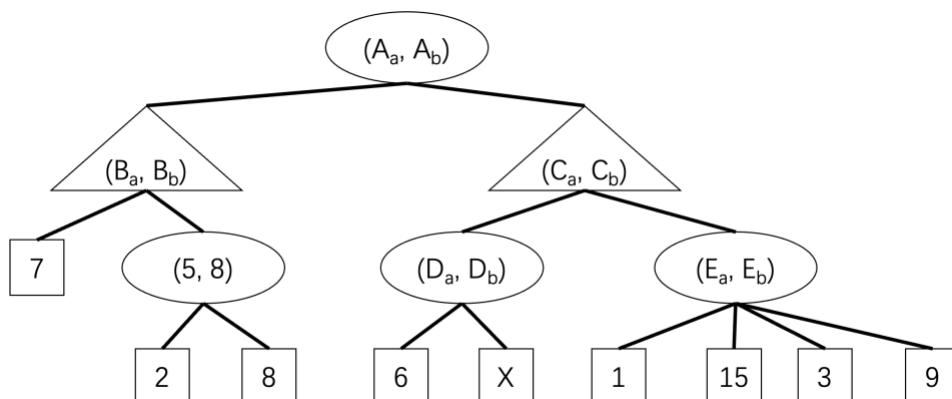 (Aa, Ab)
(Ba, Bb)
(Ca, Cb)
7
(5, 8)
(Da, Db)
(Ea, Eb)
2
8
6
X
1
15
3
9